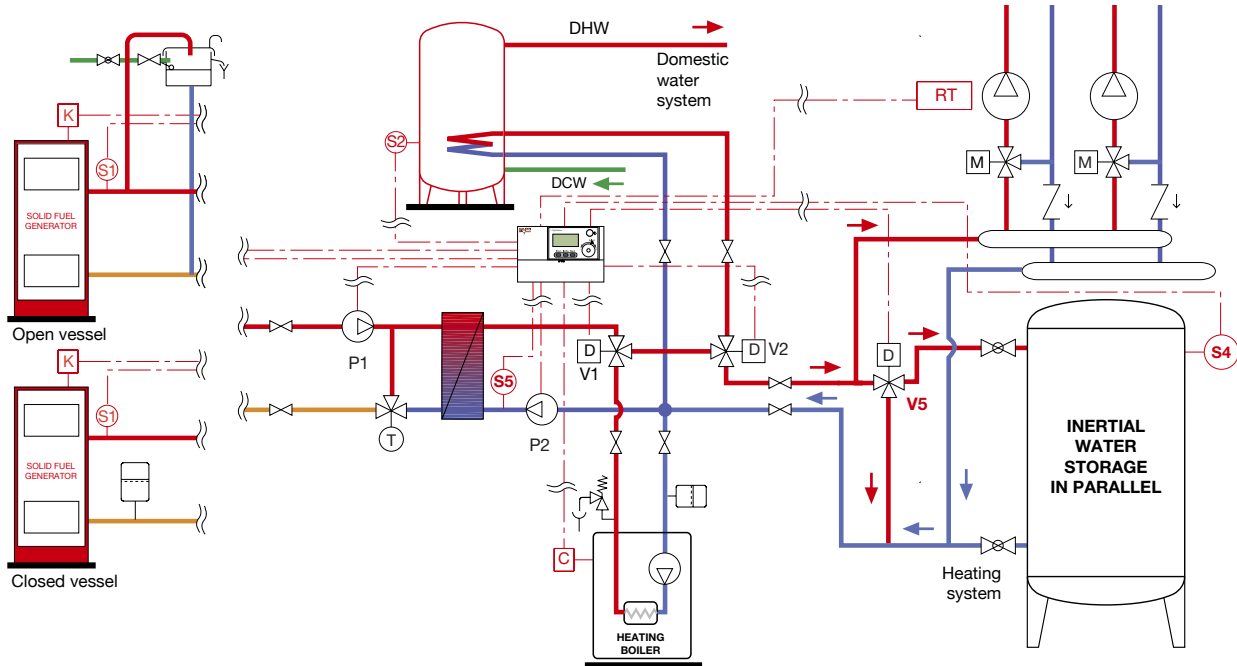 DHW
Domestic
water
system
RT
K
S1
S2
M
M
DCW
SOLID FUEL
GENERATOR
Open vessel
P1
D
V1
D
V2
D
V5
S4
K
S1
S5
P2
T
SOLID FUEL
GENERATOR
Closed vessel
INERTIAL
WATER
STORAGE
IN PARALLEL
C
Heating
system
HEATING
BOILER